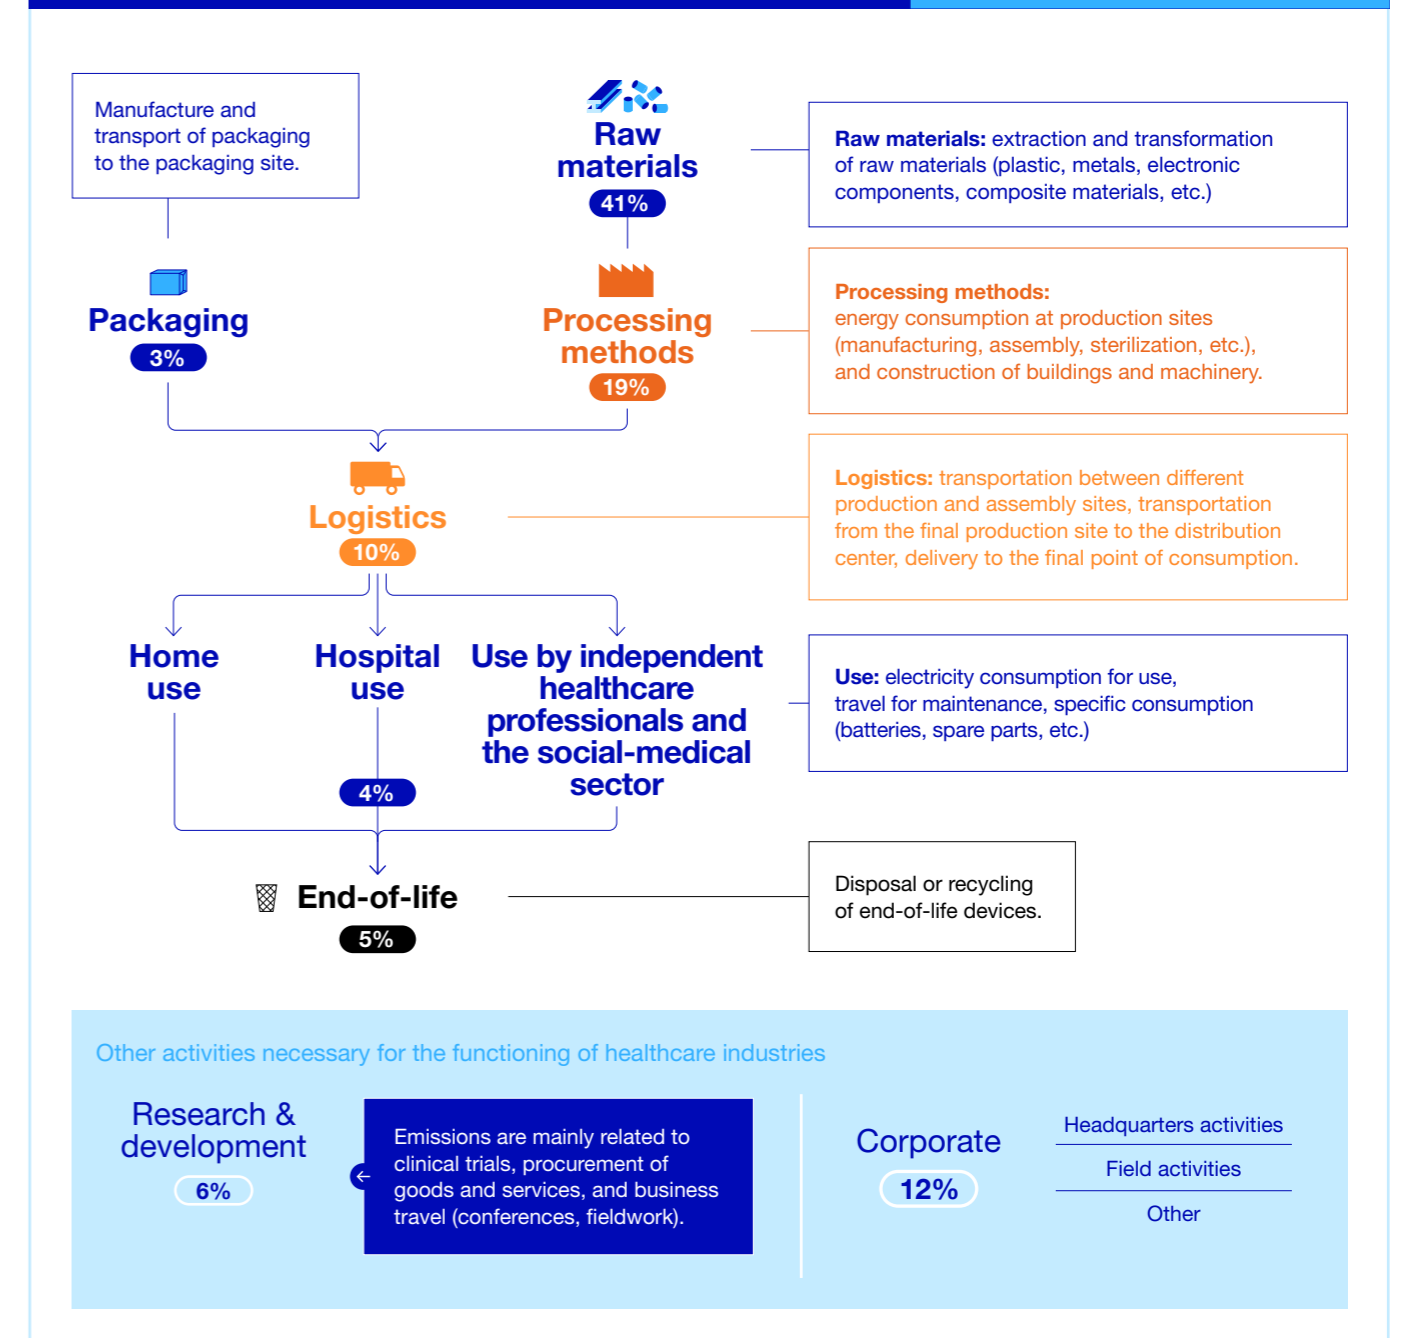 Manufacture and
transport of packaging
to the packaging site.
Raw
materials
41%
Raw materials: extraction and transformation
of raw materials (plastic, metals, electronic
components, composite materials, etc.)
Packaging
3%
Processing
methods
19%
Processing methods:
energy consumption at production sites
(manufacturing, assembly, sterilization, etc.),
and construction of buildings and machinery.
Logistics
10%
Logistics: transportation between different
production and assembly sites, transportation
from the final production site to the distribution
center, delivery to the final point of consumption.
Home
use
Hospital
use
Use by independent
healthcare
professionals and
the social-medical
sector
4%
Use: electricity consumption for use,
travel for maintenance, specific consumption
(batteries, spare parts, etc.)
End-of-life
5%
Disposal or recycling
of end-of-life devices.
Other activities necessary for the functioning of healthcare industries
Research &
development
6%
Emissions are mainly related to
clinical trials, procurement of
goods and services, and business
travel (conferences, fieldwork).
Corporate
12%
Headquarters activities
Field activities
Other